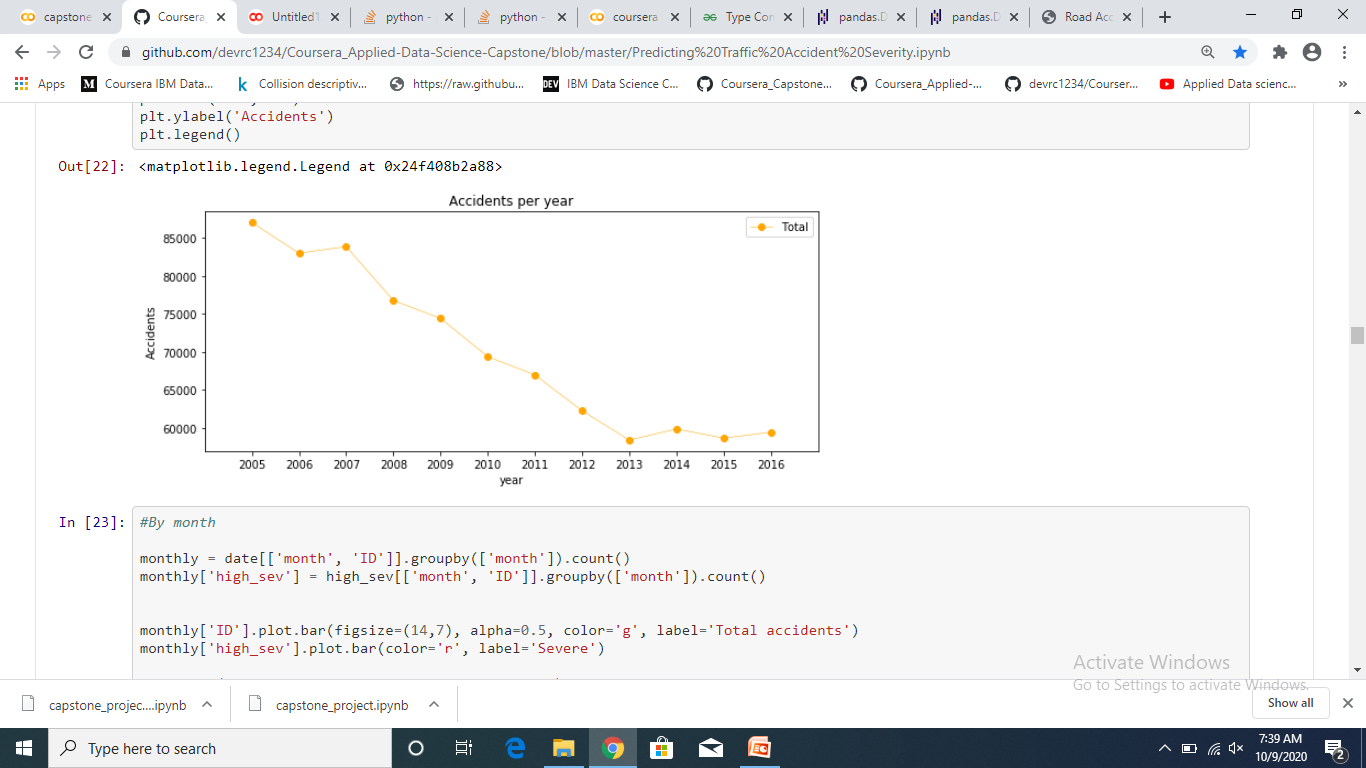 capstone
Coursera_
Untitled1
python -
python -
coursera
Type Con
pandas.D
pandas.D
Road Acc
github.com/devrc1234/Coursera_Applied-Data-Science-Capstone/blob/master/Predicting%20Traffic%20Accident%20Severity.ipynb
Apps
Coursera IBM Data...
Collision descriptiv...
https://raw.githubu...
IBM Data Science C...
Coursera_Capstone...
Coursera_Applied-...
devrc1234/Courser...
Applied Data scienc...
»
plt.ylabel('Accidents')
plt.legend()
Out[22]: <matplotlib.legend.Legend at 0x24f408b2a88>
Accidents per year
Total
85000
80000
75000
70000
65000
60000
Accidents
2005 2006 2007 2008 2009 2010 2011 2012 2013 2014 2015 2016
year
In [23]: #By month
monthly = date[['month', 'ID']].groupby(['month']).count()
monthly['high_sev'] = high_sev[['month', 'ID']].groupby(['month']).count()
monthly['ID'].plot.bar(figsize=(14,7), alpha=0.5, color='g', label='Total accidents')
monthly['high_sev'].plot.bar(color='r', label='Severe')
Activate Windows
Go to Settings to activate Windows.
capstone_projec....ipynb
capstone_project.ipynb
Show all
Type here to search
7:39 AM
10/9/2020
2